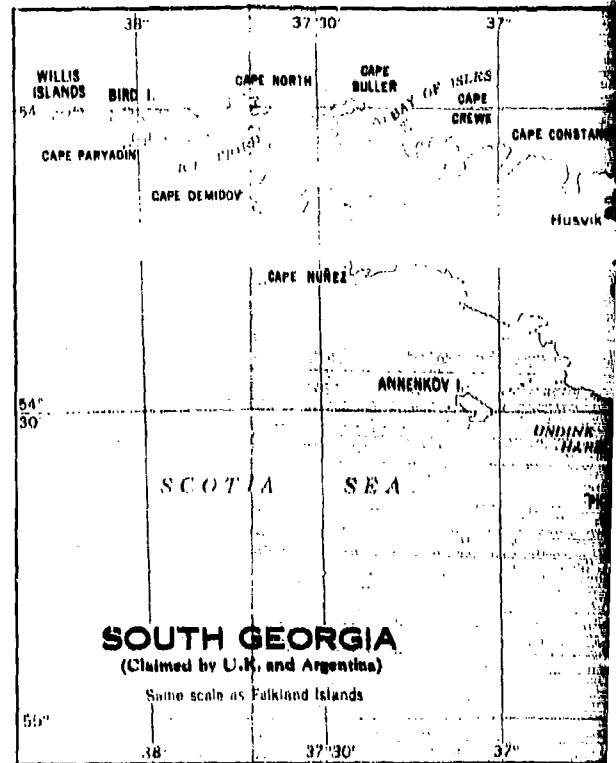 38°
37°30'
37°
WILLIS
ISLANDS
BIRD I.
CAPE NORTH
CAPE
BULLER
BAY OF ISLES
CAPE
CREWE
54
CAPE CONSTAN
CAPE PARYADIN
CAPE DEMIDOV
Husvik
CAPE NUÑEZ
ANNENKOV I.
54°
30'
UNDINE
HAR
SCOTIA SEA
SOUTH GEORGIA
(Claimed by U.K. and Argentina)
Same scale as Falkland Islands
55°
38°
37°30'
37°